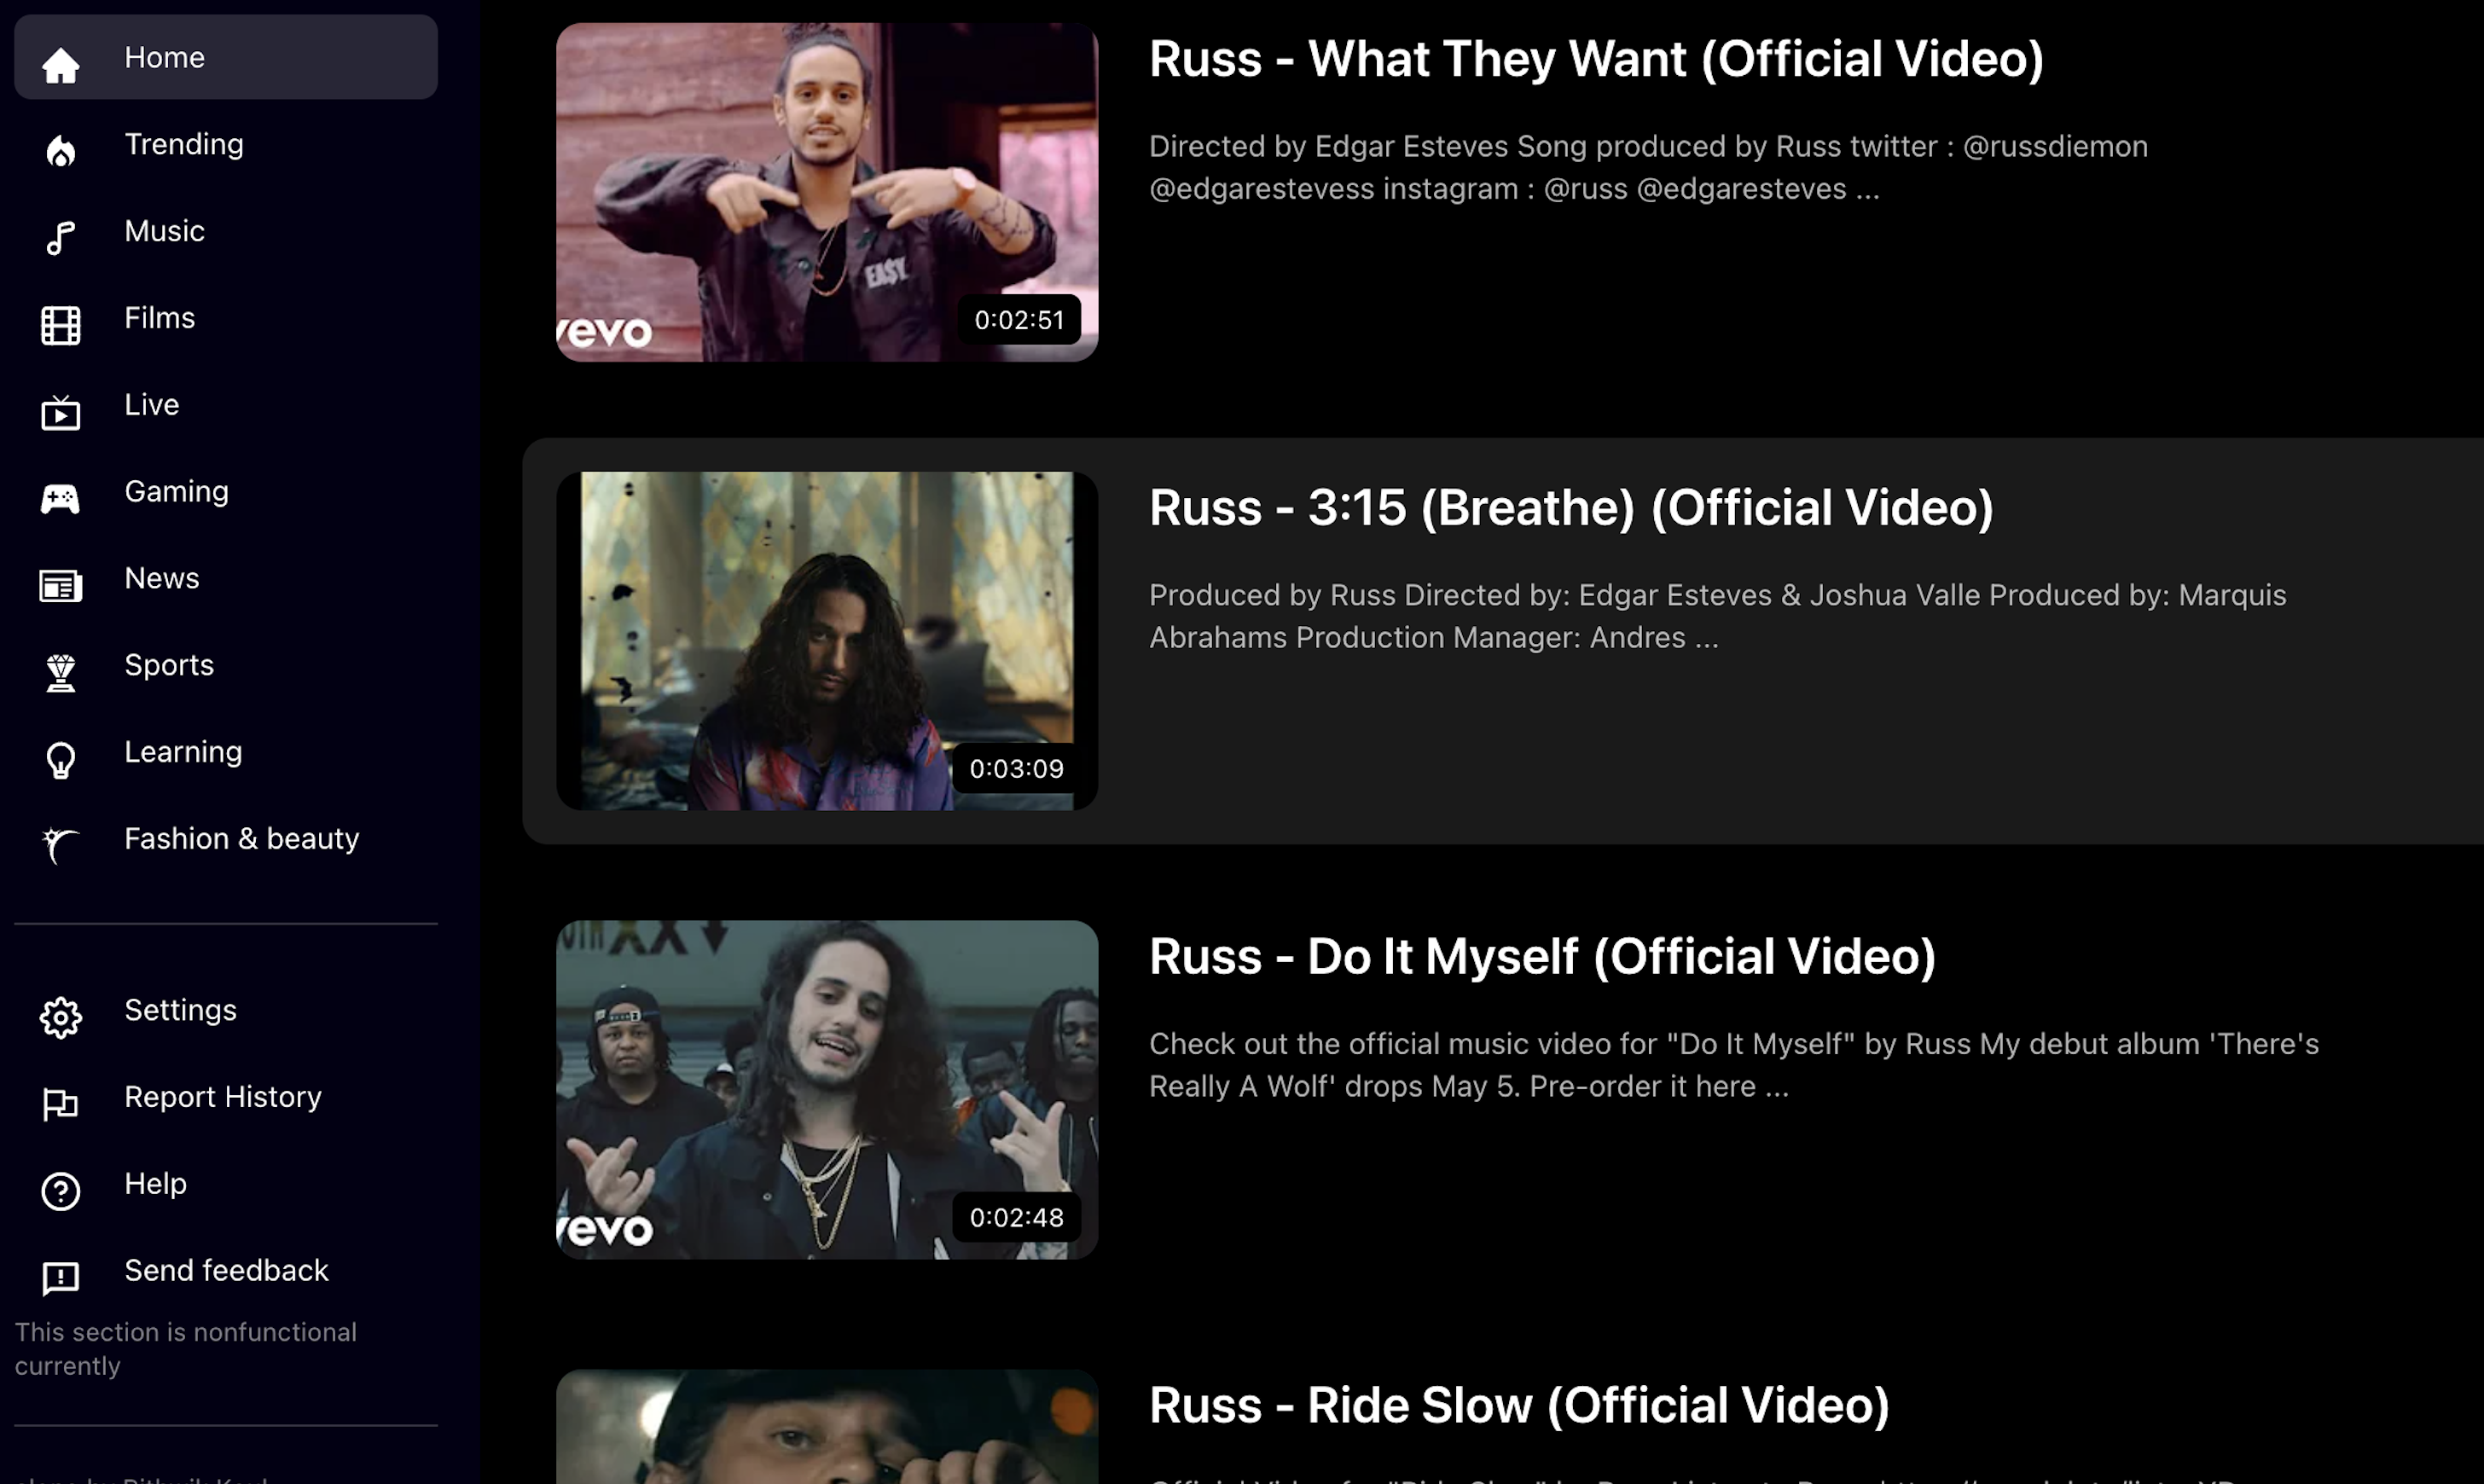 Home
Trending
Music
Films
Live
Gaming
News
Sports
Learning
Fashion & beauty
Settings
Report History
Help
Send feedback
This section is nonfunctional
currently
Russ - What They Want (Official Video)
Directed by Edgar Esteves Song produced by Russ twitter : @russdiemon
@edgarestevess instagram : @russ @edgaresteves ...
EA$Y
vevo
0:02:51
Russ - 3:15 (Breathe) (Official Video)
Produced by Russ Directed by: Edgar Esteves & Joshua Valle Produced by: Marquis
Abrahams Production Manager: Andres ...
0:03:09
Russ - Do It Myself (Official Video)
Check out the official music video for "Do It Myself" by Russ My debut album 'There's
Really A Wolf' drops May 5. Pre-order it here ...
vevo
0:02:48
Russ - Ride Slow (Official Video)